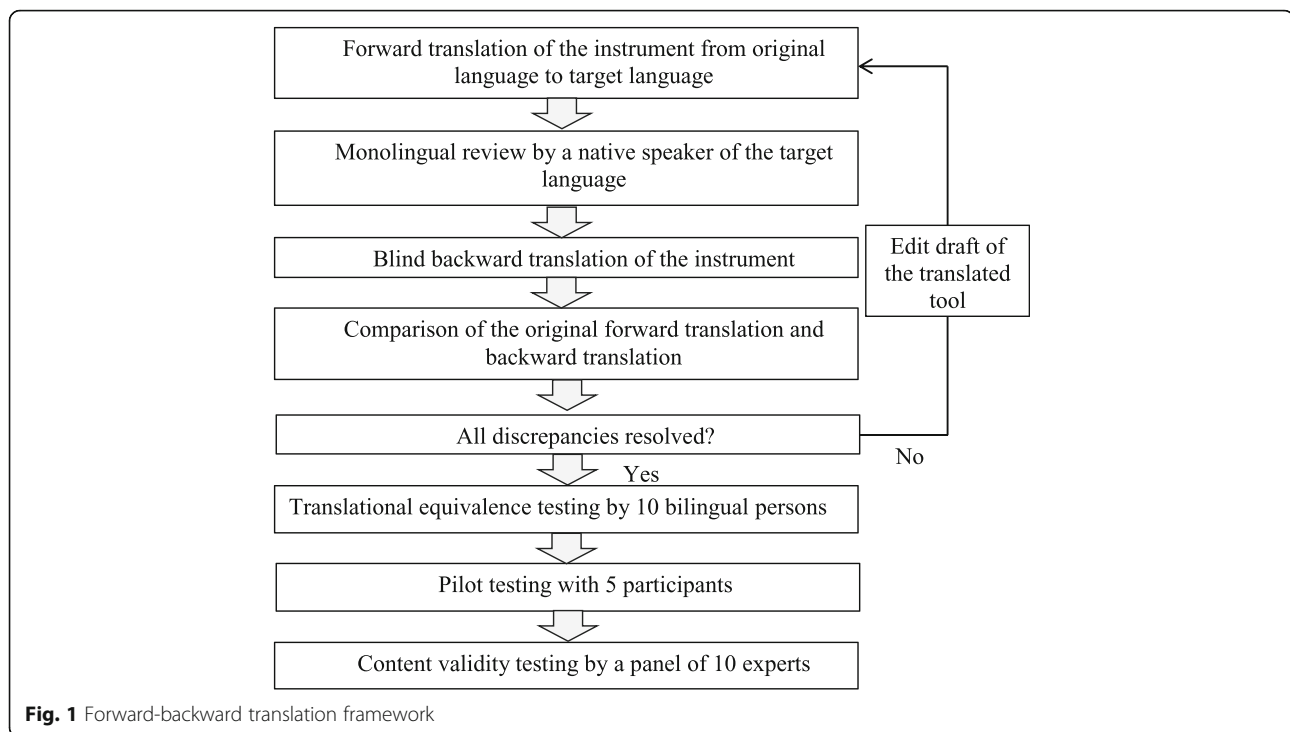 Forward translation of the instrument from original
language to target language
Monolingual review by a native speaker of the target
language
Blind backward translation of the instrument
Edit draft of
the translated
tool
Comparison of the original forward translation and
backward translation
All discrepancies resolved?
No
Yes
Translational equivalence testing by 10 bilingual persons
Pilot testing with 5 participants
Content validity testing by a panel of 10 experts
Fig. 1 Forward-backward translation framework